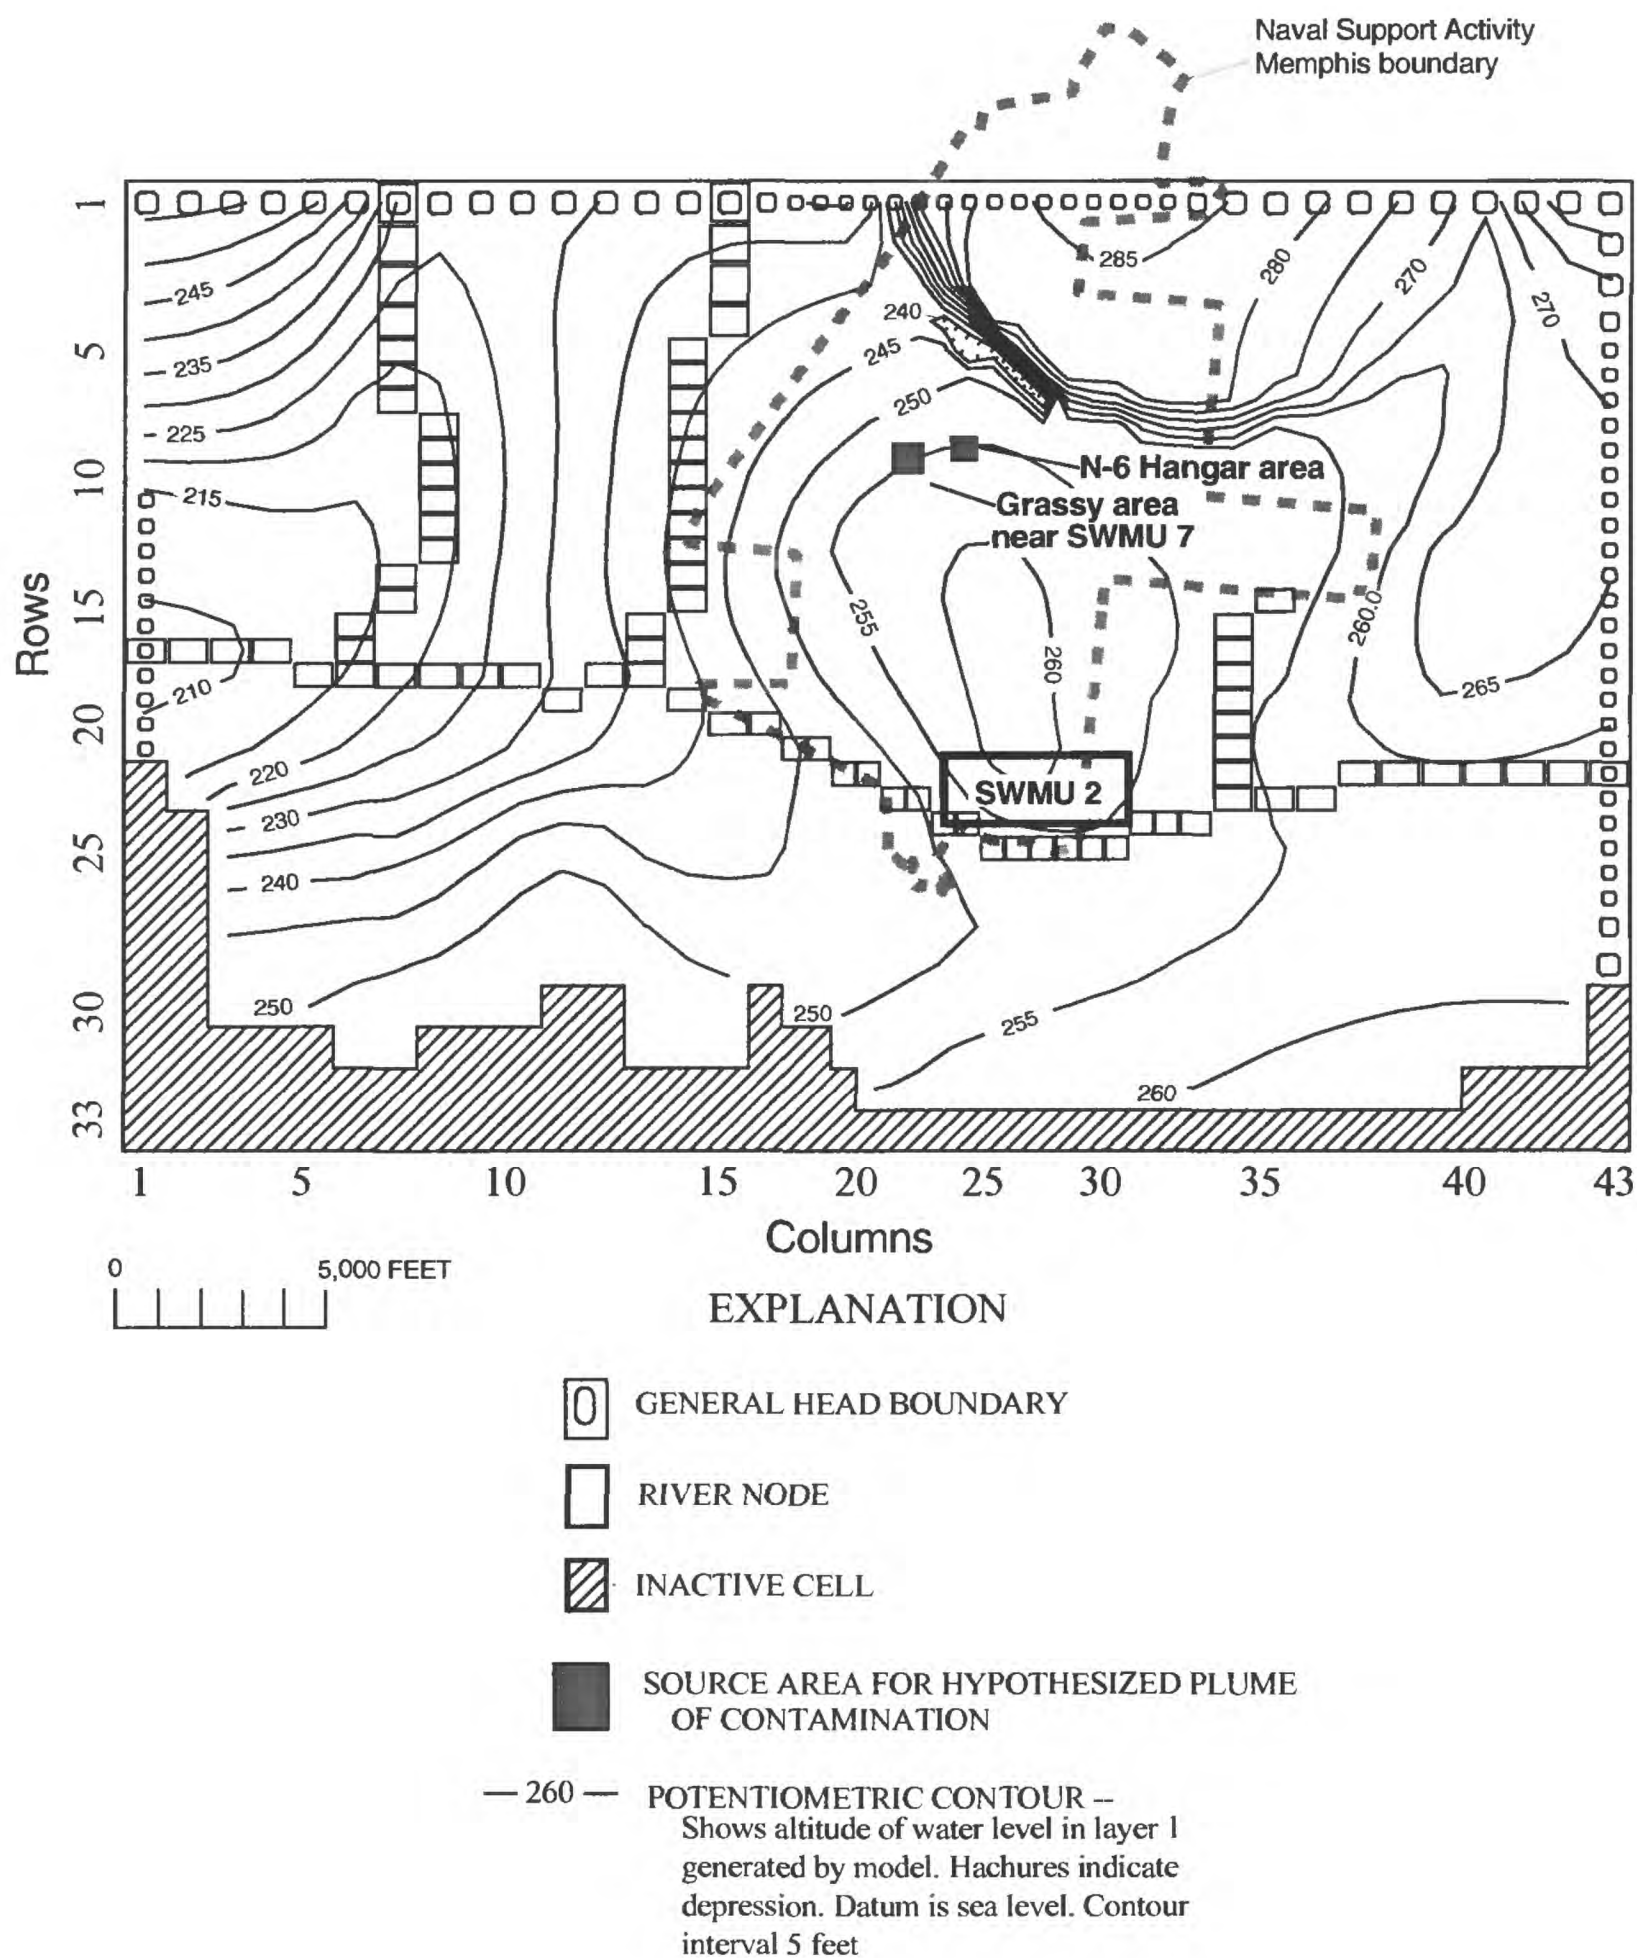 Naval Support Activity
Memphis boundary
1
5
10
15
20
25
30
33
Rows
285
280
270
270
245
240
235
245
250
225
N-6 Hangar area
215
Grassy area
near SWMU 7
255
260.0
260
265
210
220
SWMU 2
230
240
250
250
255
260
1
5
10
15
20
25
30
35
40
43
Columns
0
5,000 FEET
EXPLANATION
GENERAL HEAD BOUNDARY
RIVER NODE
INACTIVE CELL
SOURCE AREA FOR HYPOTHESIZED PLUME
OF CONTAMINATION
— 260 — POTENTIOMETRIC CONTOUR --
Shows altitude of water level in layer 1
generated by model. Hachures indicate
depression. Datum is sea level. Contour
interval 5 feet